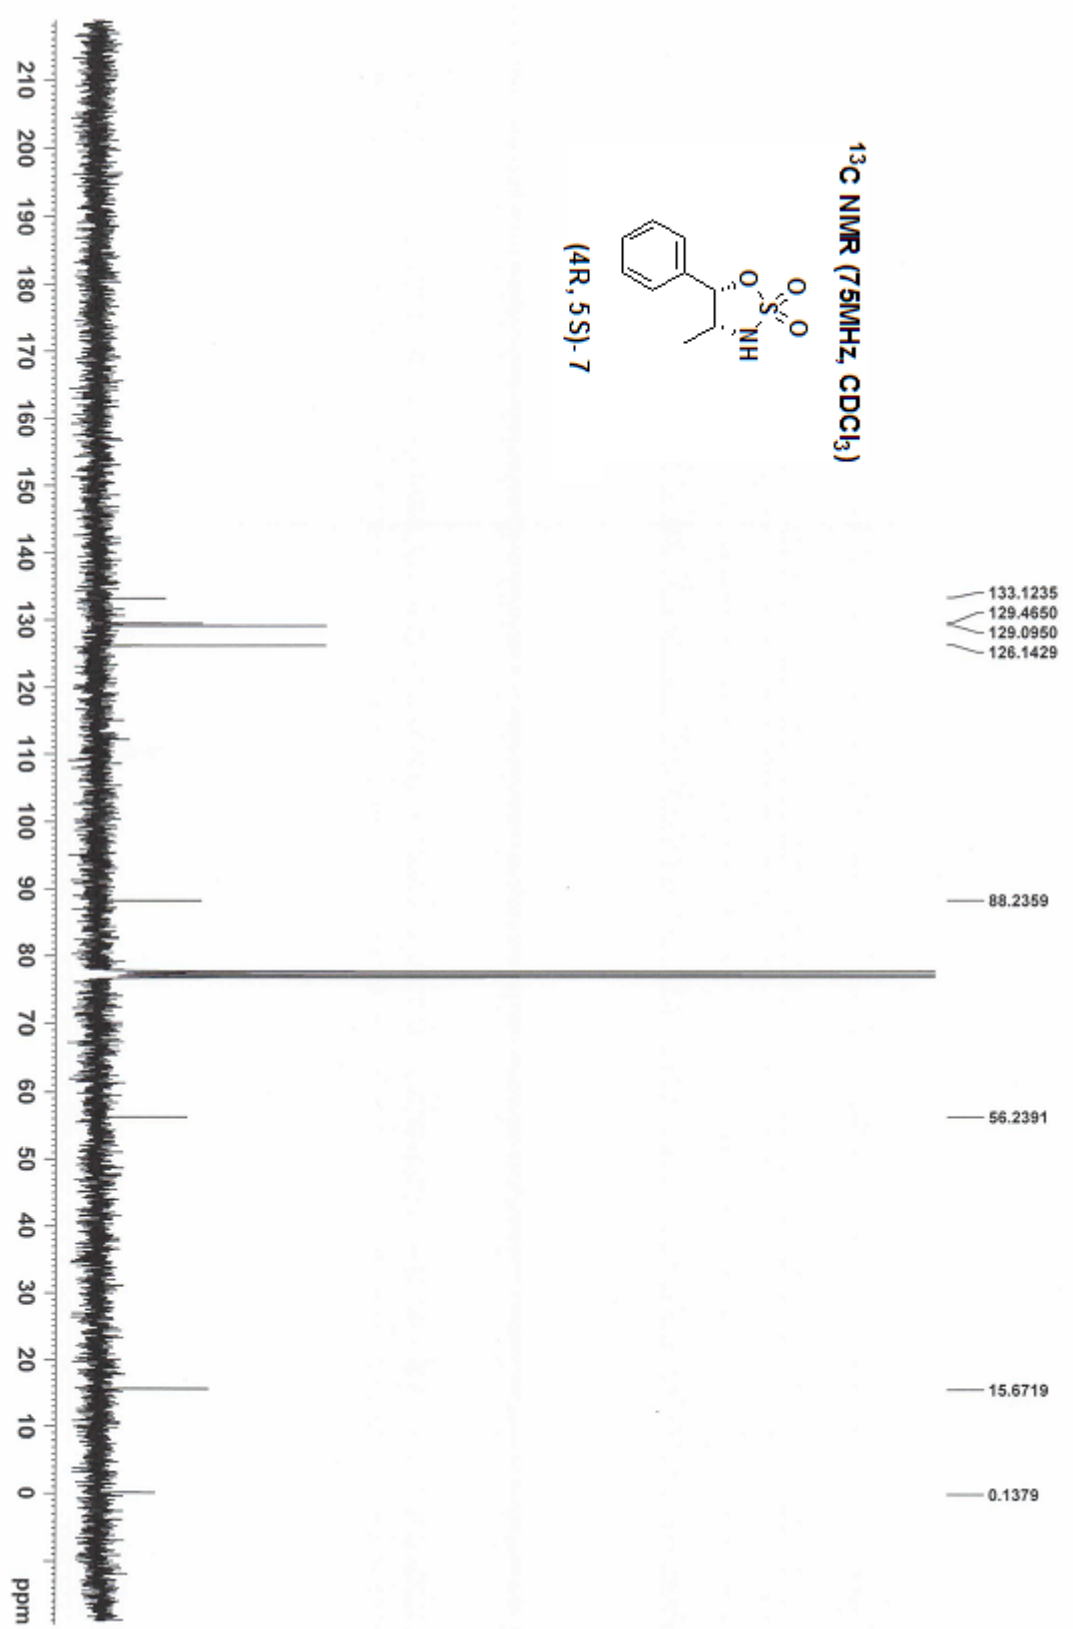 ¹³C NMR (75MHz, CDCl₃)
O
O
S
O
NH
(4R, 5 S)- 7
133.1235
129.4650
129.0950
126.1429
88.2359
56.2391
15.6719
0.1379
210 200 190 180 170 160 150 140 130 120 110 100 90 80 70 60 50 40 30 20 10 0 ppm